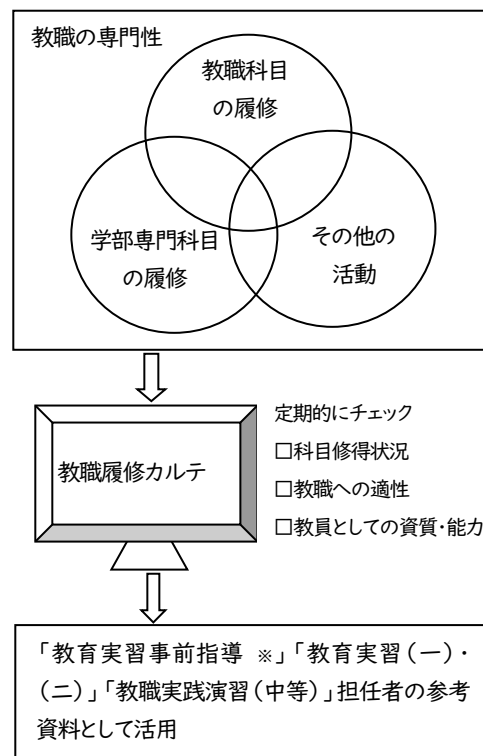 教職の専門性
教職科目
の履修
学部専門科目
の履修
その他の
活動
教職履修カルテ
定期的にチェック
□科目修得状況
□教職への適性
□教員としての資質・能力
「教育実習事前指導 ※」「教育実習(一)・
(二)」「教職実践演習(中等)」担任者の参考
資料として活用